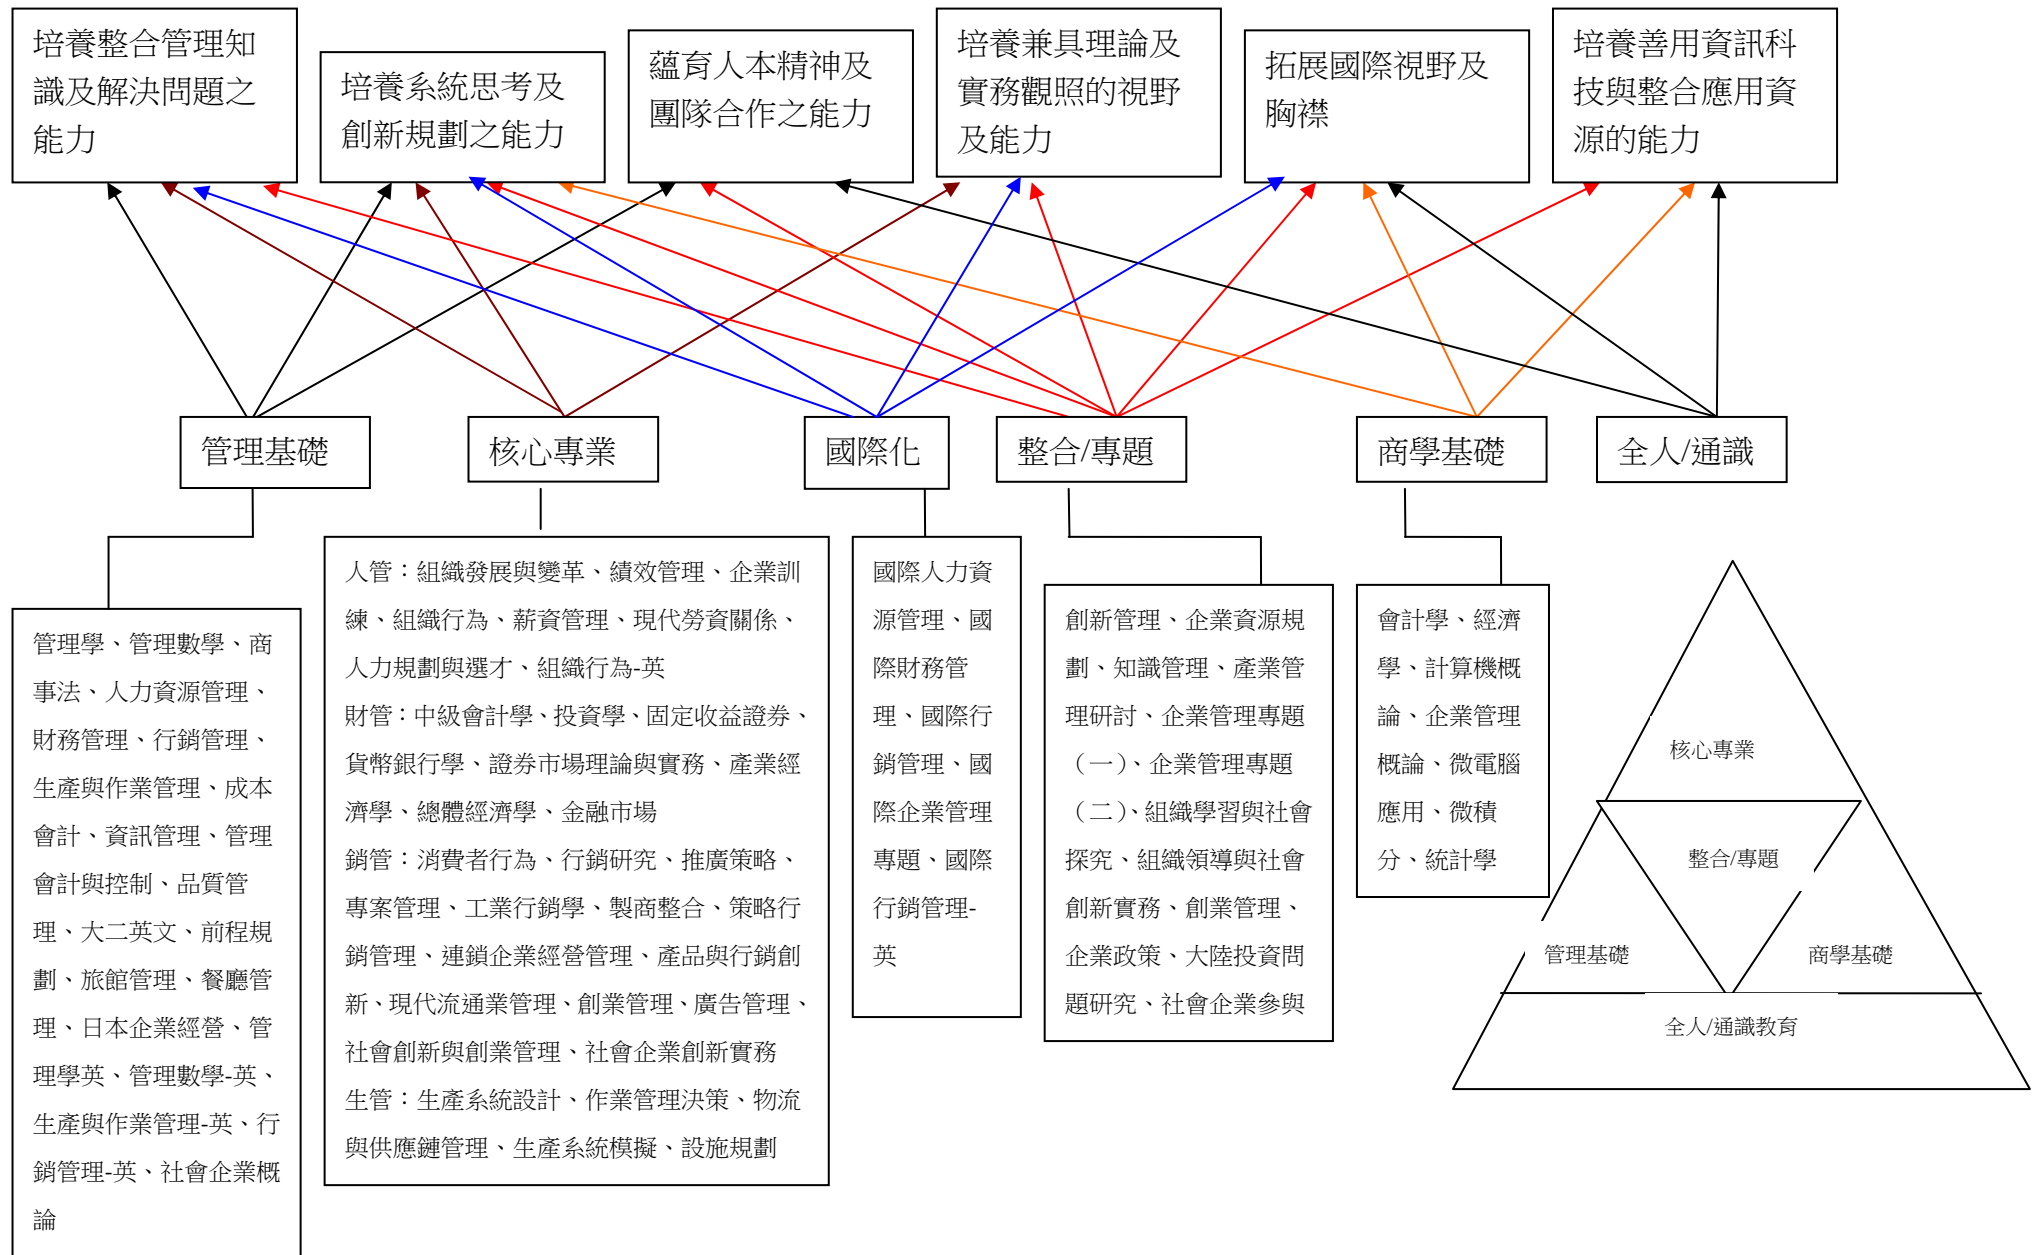 培養整合管理知
識及解決問題之
能力
培養系統思考及
創新規劃之能力
蘊育人本精神及
團隊合作之能力
培養兼具理論及
實務觀照的視野
及能力
拓展國際視野及
胸襟
培養善用資訊科
技與整合應用資
源的能力
管理基礎
核心專業
國際化
整合/專題
商學基礎
全人/通識
管理學、管理數學、商
事法、人力資源管理、
財務管理、行銷管理、
生產與作業管理、成本
會計、資訊管理、管理
會計與控制、品質管
理、大二英文、前程規
劃、旅館管理、餐廳管
理、日本企業經營、管
理學英、管理數學-英、
生產與作業管理-英、行
銷管理-英、社會企業概
論
人管：組織發展與變革、績效管理、企業訓
練、組織行為、薪資管理、現代勞資關係、
人力規劃與選才、組織行為-英
財管：中級會計學、投資學、固定收益證券、
貨幣銀行學、證券市場理論與實務、產業經
濟學、總體經濟學、金融市場
銷管：消費者行為、行銷研究、推廣策略、
專案管理、工業行銷學、製商整合、策略行
銷管理、連鎖企業經營管理、產品與行銷創
新、現代流通業管理、創業管理、廣告管理、
社會創新與創業管理、社會企業創新實務
生管：生產系統設計、作業管理決策、物流
與供應鏈管理、生產系統模擬、設施規劃
國際人力資
源管理、國
際財務管
理、國際行
銷管理、國
際企業管理
專題、國際
行銷管理-
英
創新管理、企業資源規
劃、知識管理、產業管
理研討、企業管理專題
（一）、企業管理專題
（二）、組織學習與社會
探究、組織領導與社會
創新實務、創業管理、
企業政策、大陸投資問
題研究、社會企業參與
會計學、經濟
學、計算機概
論、企業管理
概論、微電腦
應用、微積
分、統計學
核心專業
整合/專題
管理基礎
商學基礎
全人/通識教育